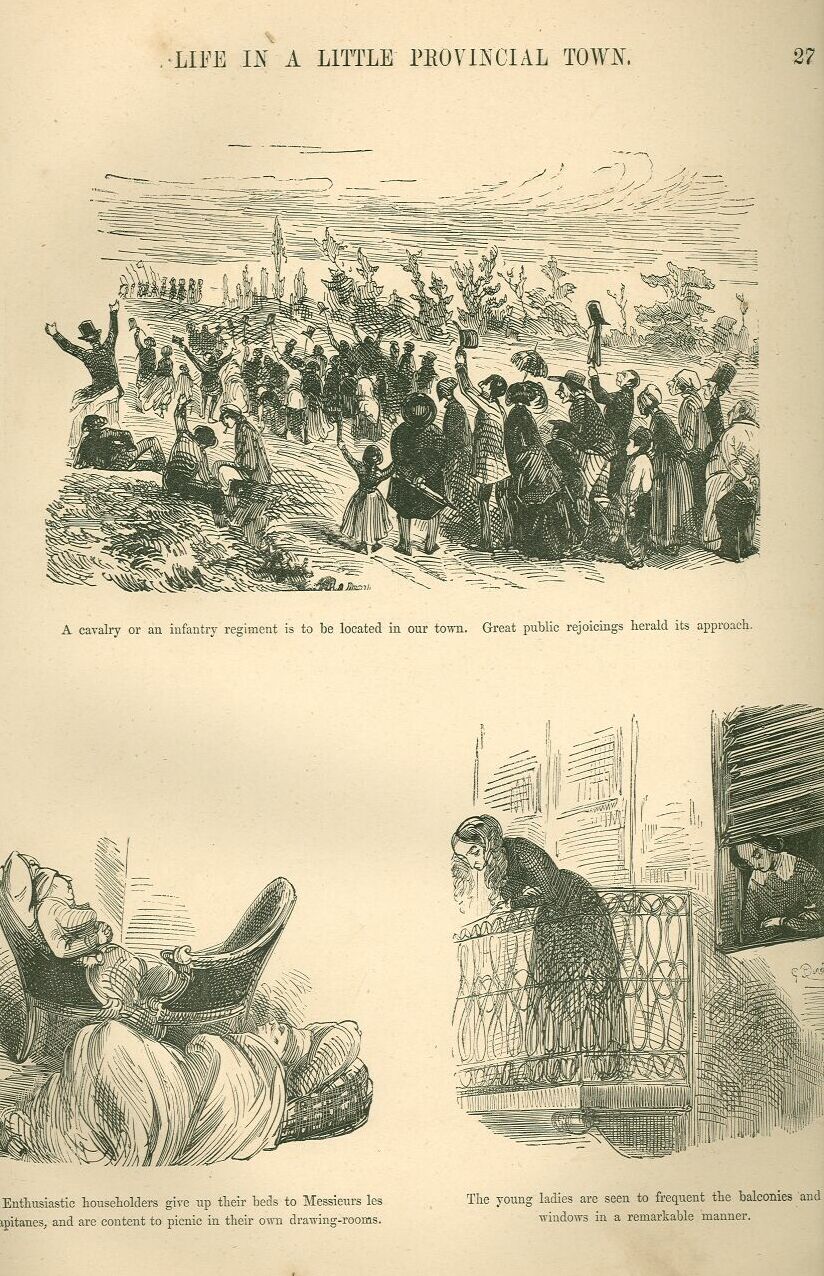 LIFE IN A LITTLE PROVINCIAL TOWN.
27
A cavalry or an infantry regiment is to be located in our town. Great public rejoicings herald its approach.
Enthusiastic householders give up their beds to Messieurs les
apitanes, and are content to picnic in their own drawing-rooms.
The young ladies are seen to frequent the balconies and
windows in a remarkable manner.